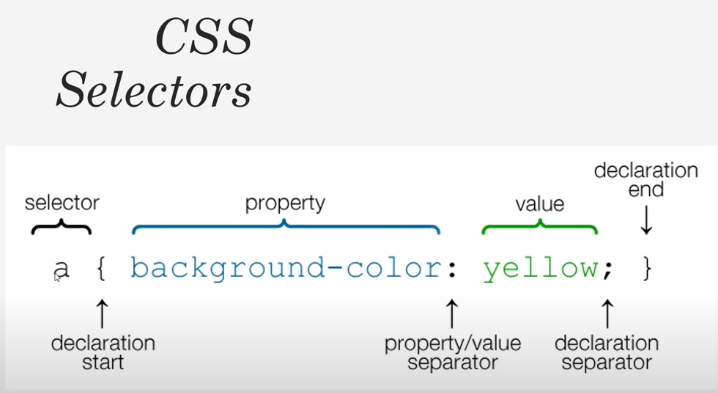 CSS
Selectors
declaration
end
selector
property
value
a { background-color: yellow; }
declaration
start
property/value
separator
declaration
separator